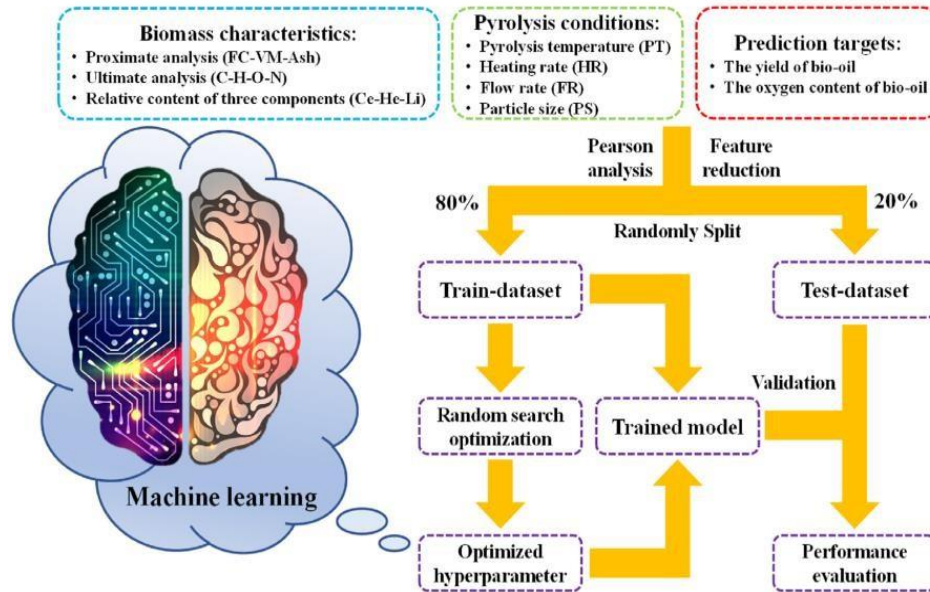 Biomass characteristics:
• Proximate analysis (FC-VM-Ash)
• Ultimate analysis (C-H-O-N)
• Relative content of three components (Ce-He-Li)
Pyrolysis conditions:
• Pyrolysis temperature (PT)
• Heating rate (HR)
• Flow rate (FR)
• Particle size (PS)
Prediction targets:
• The yield of bio-oil
• The oxygen content of bio-oil
Pearson
analysis
Feature
reduction
80%
20%
Randomly Split
Train-dataset
Test-dataset
Random search
optimization
Trained model
Validation
Machine learning
Optimized
hyperparameter
Performance
evaluation